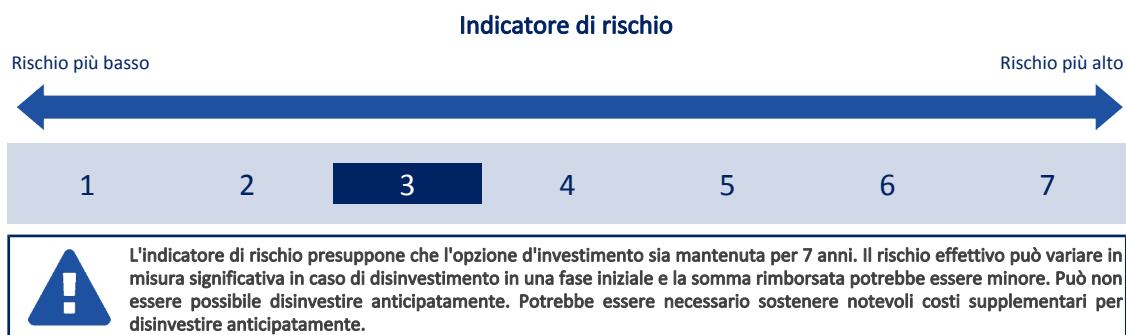 Indicatore di rischio
Rischio più basso Rischio più alto
1 2 3 4 5 6 7
L'indicatore di rischio presuppone che l'opzione d'investimento sia mantenuta per 7 anni. Il rischio effettivo può variare in
misura significativa in caso di disinvestimento in una fase iniziale e la somma rimborsata potrebbe essere minore. Può non
essere possibile disinvestire anticipatamente. Potrebbe essere necessario sostenere notevoli costi supplementari per
disinvestire anticipatamente.